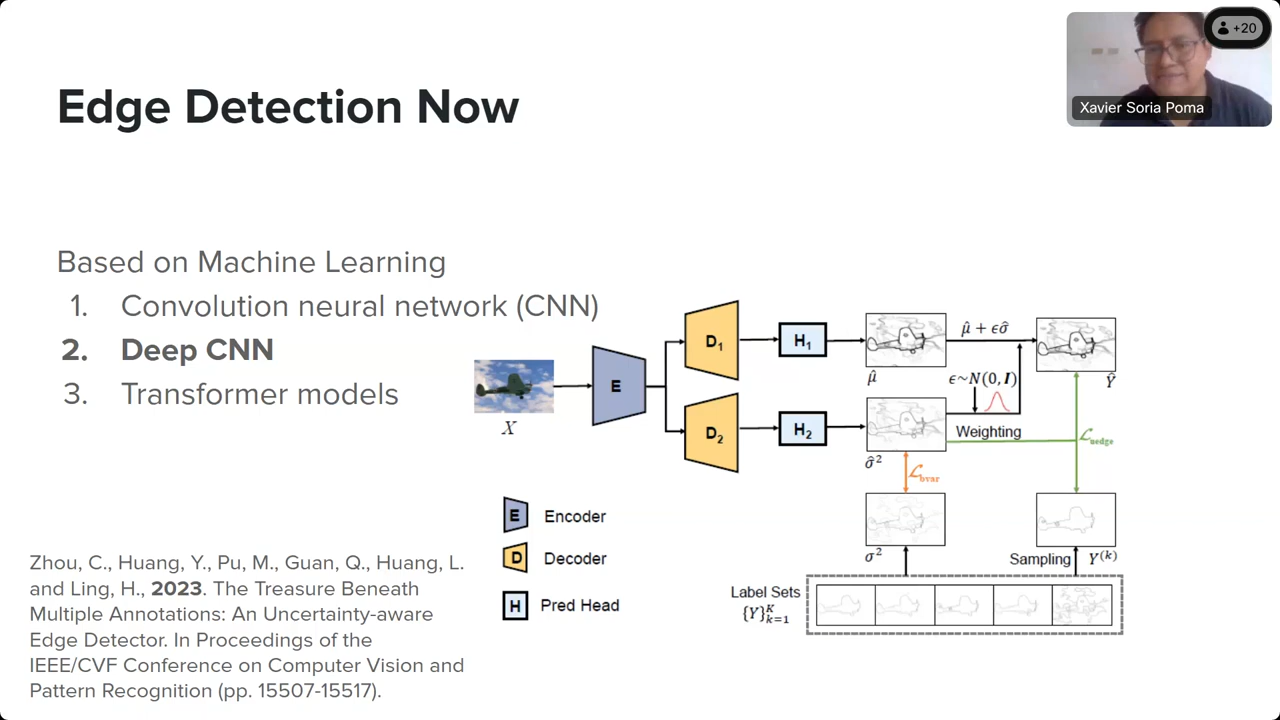 +20
Xavier Soria Poma
Edge Detection Now
Based on Machine Learning
1. Convolution neural network (CNN)
2. Deep CNN
3. Transformer models
X
E
D₁
D₂
H₁
H₂
μ̂
σ̂²
μ̂ + ϵσ̂
ϵ~N(0,I)
Weighting
Ŷ
ℒnedge
ℒbvar
σ²
Sampling Y⁽ᵏ⁾
Label Sets
{Y}ᴷₖ₌₁
E Encoder
D Decoder
H Pred Head
Zhou, C., Huang, Y., Pu, M., Guan, Q., Huang, L.
and Ling, H., 2023. The Treasure Beneath
Multiple Annotations: An Uncertainty-aware
Edge Detector. In Proceedings of the
IEEE/CVF Conference on Computer Vision and
Pattern Recognition (pp. 15507-15517).